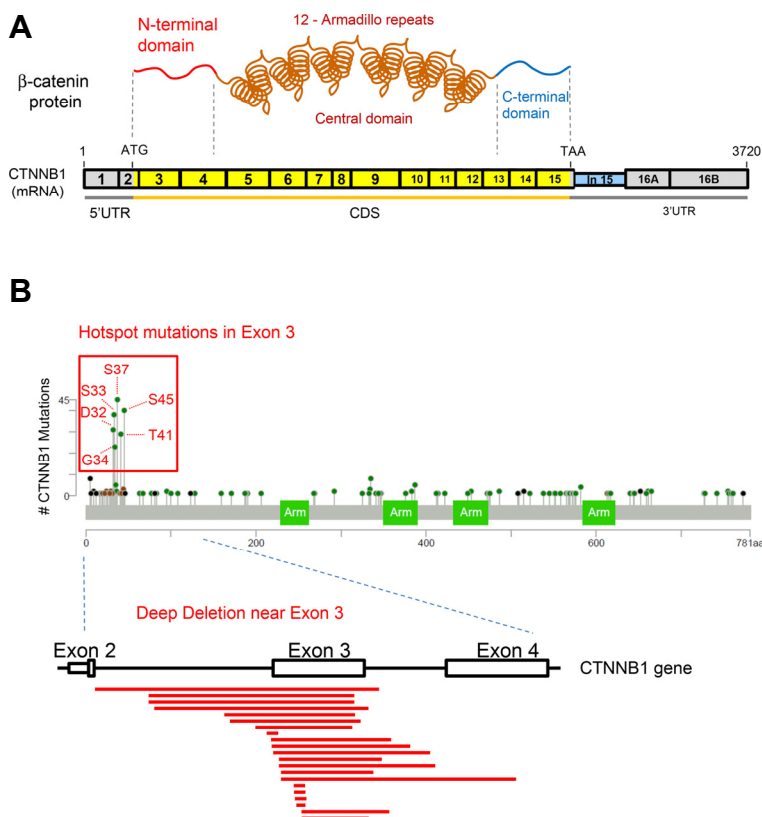 A
N-terminal
domain
12 - Armadillo repeats
β-catenin
protein
Central domain
C-terminal
domain
1
ATG
TAA
3720
CTNNB1
(mRNA)
1 2 3 4 5 6 7 8 9 10 11 12 13 14 15 In 15 16A 16B
5'UTR
CDS
3'UTR
B
Hotspot mutations in Exon 3
# CTNNB1 Mutations
45
0
S37
S33
S45
D32
T41
G34
Arm Arm Arm Arm
0 200 400 600 781aa
Deep Deletion near Exon 3
Exon 2 Exon 3 Exon 4
CTNNB1 gene